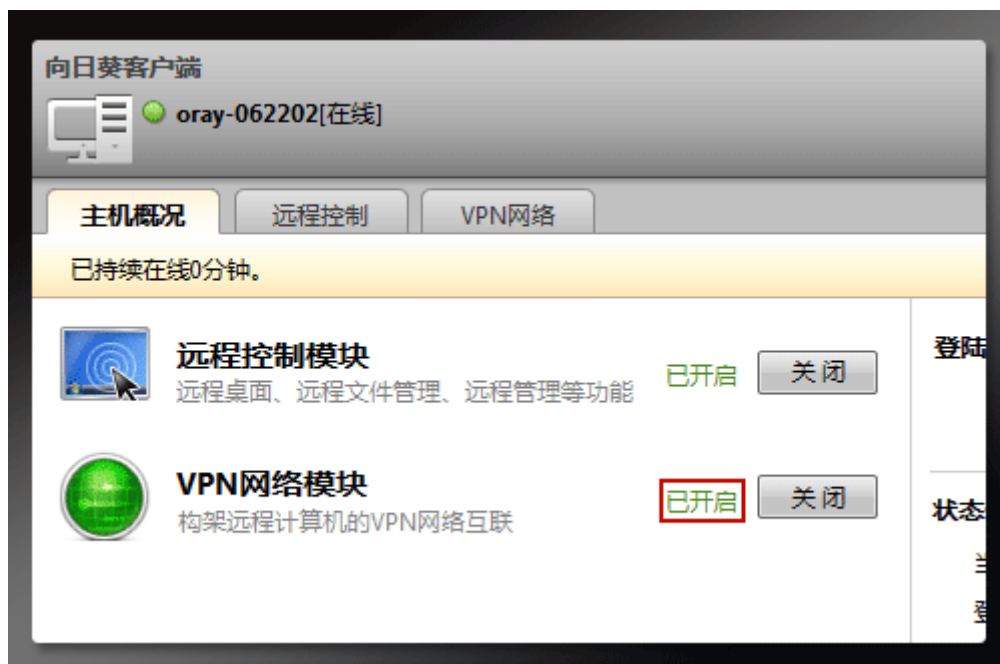 向日葵客户端
oray-062202[在线]
主机概况 远程控制 VPN网络
已持续在线0分钟。
远程控制模块
远程桌面、远程文件管理、远程管理等功能
已开启 关闭
登陆
VPN网络模块
构架远程计算机的VPN网络互联
已开启 关闭
状态